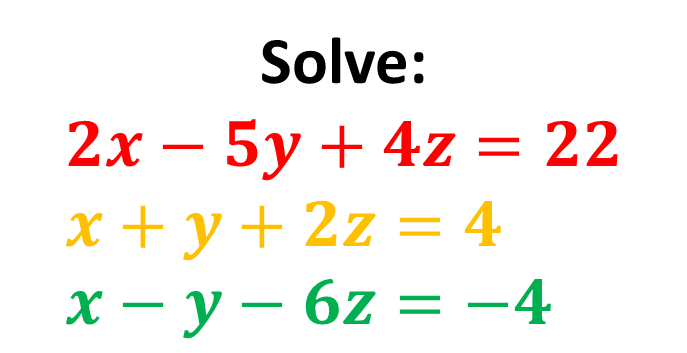 Solve:
2x − 5y + 4z = 22
x + y + 2z = 4
x − y − 6z = −4